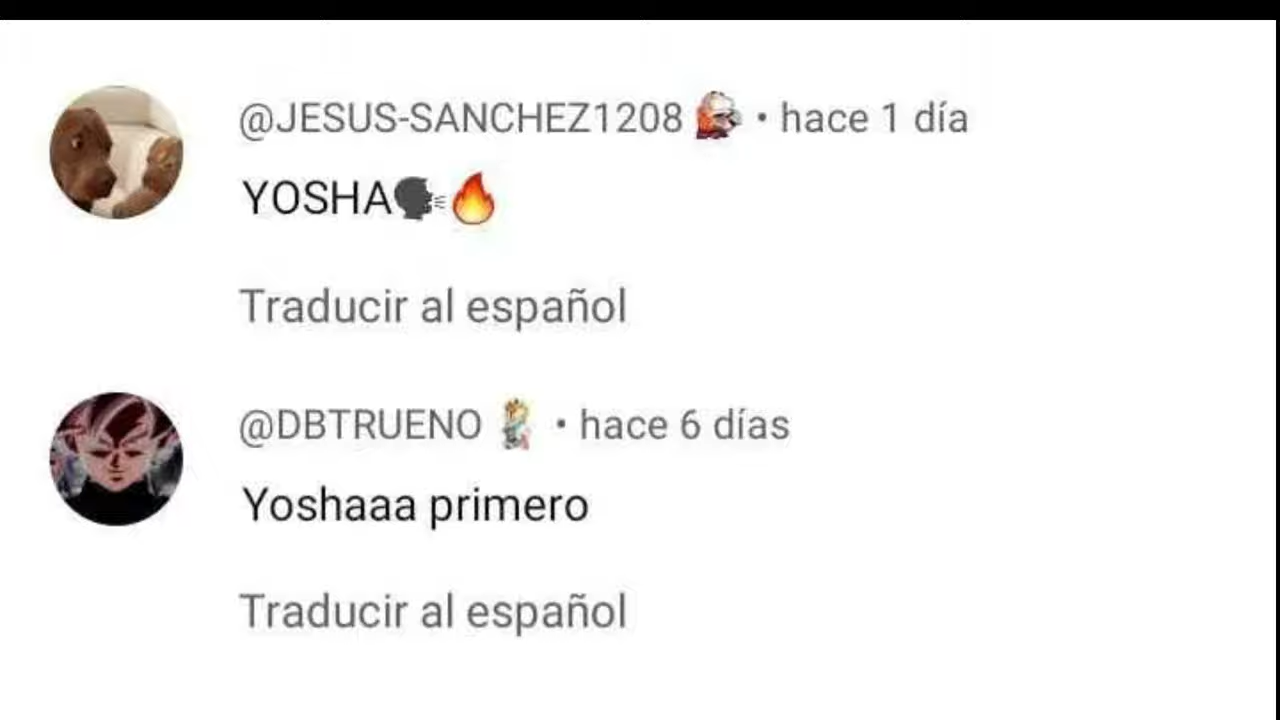 @JESUS-SANCHEZ1208 • hace 1 día
YOSHA🗣🔥
Traducir al español
@DBTRUENO • hace 6 días
Yoshaaa primero
Traducir al español